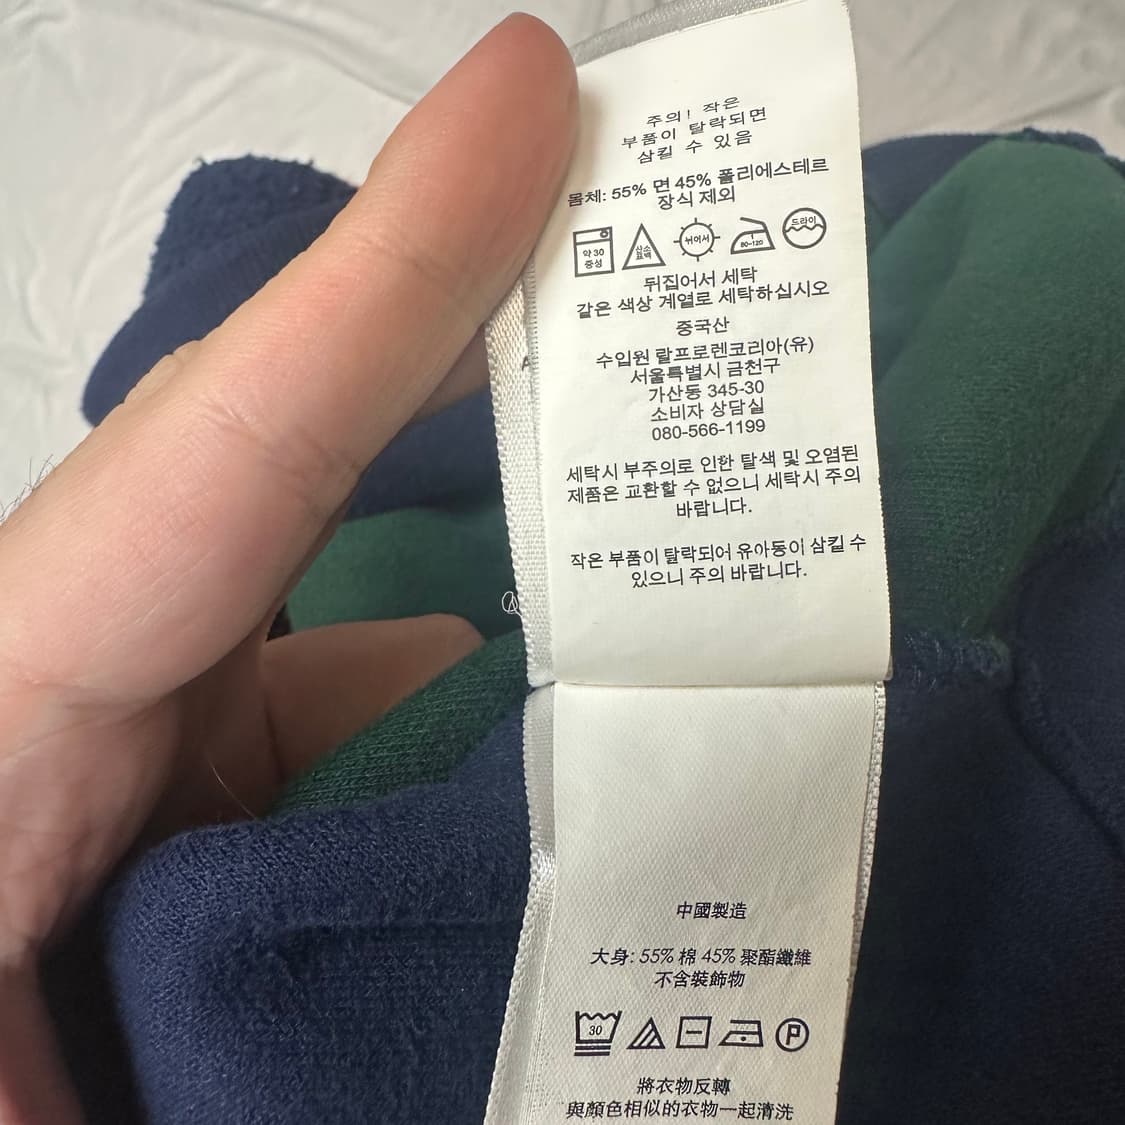 주의! 작은
부품이 탈락되면
삼킬 수 있음
몸체: 55% 면 45% 폴리에스테르
장식 제외
약 30
중성
산소
표백
뉘어서
80-120
드라이
뒤집어서 세탁
같은 색상 계열로 세탁하십시오
중국산
수입원 랄프로렌코리아(유)
서울특별시 금천구
가산동 345-30
소비자 상담실
080-566-1199
세탁시 부주의로 인한 탈색 및 오염된
제품은 교환할 수 없으니 세탁시 주의
바랍니다.
작은 부품이 탈락되어 유아동이 삼킬 수
있으니 주의 바랍니다.
中國製造
大身: 55% 棉 45% 聚酯纖維
不含裝飾物
30
P
將衣物反轉
與顏色相似的衣物一起清洗